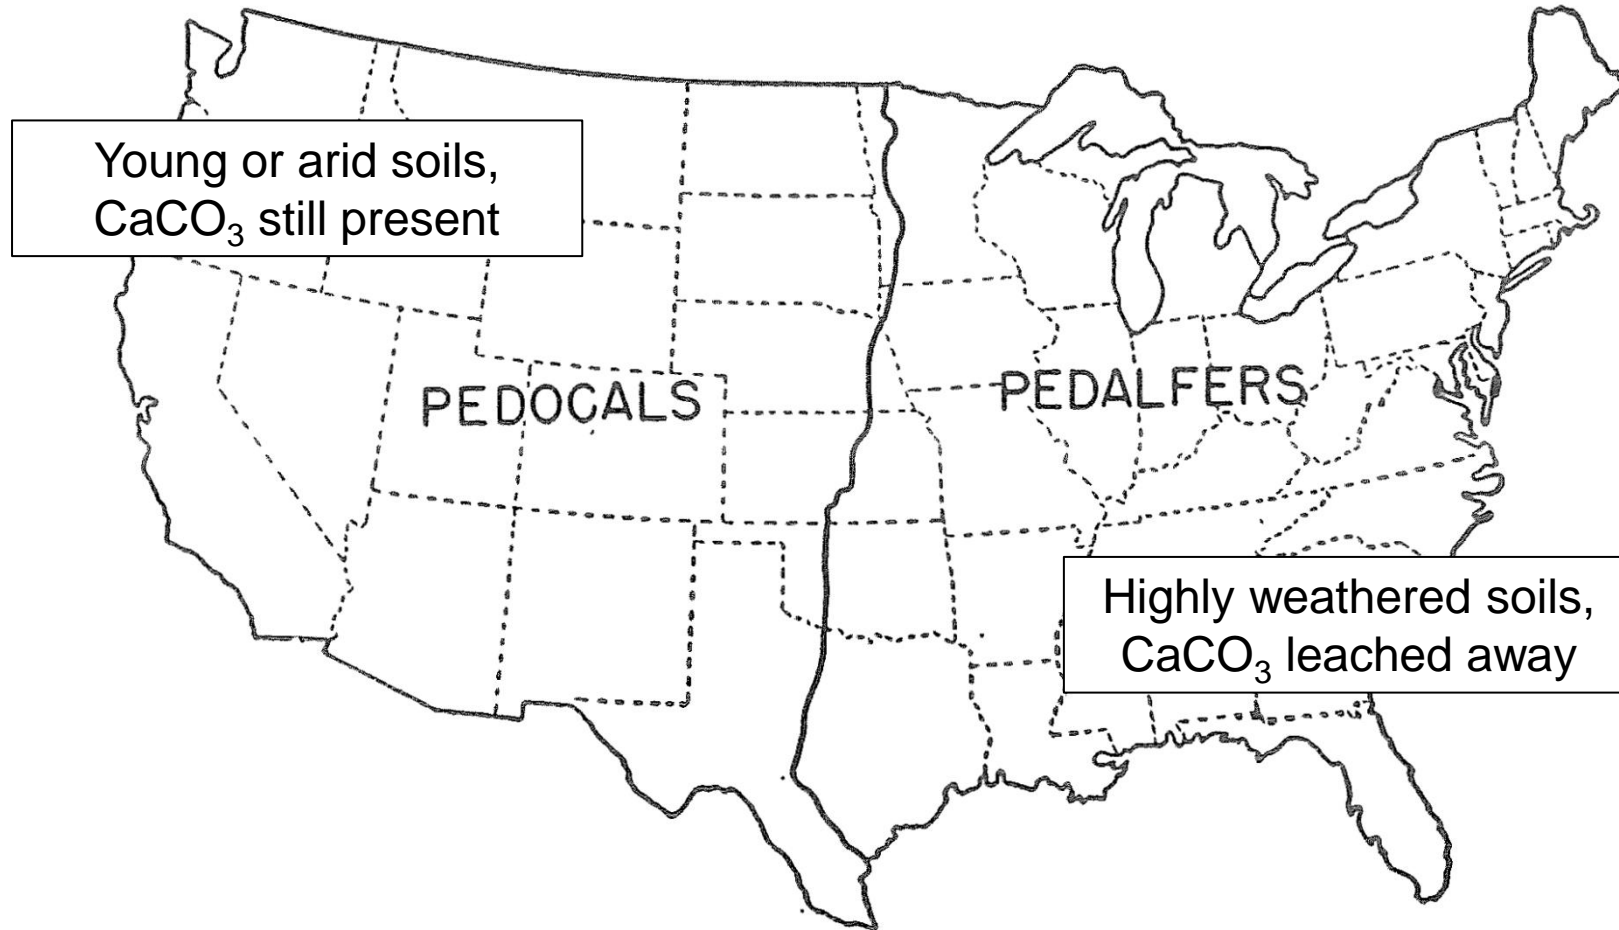 Young or arid soils,
CaCO₃ still present
PEDOCALS
PEDALFERS
Highly weathered soils,
CaCO₃ leached away